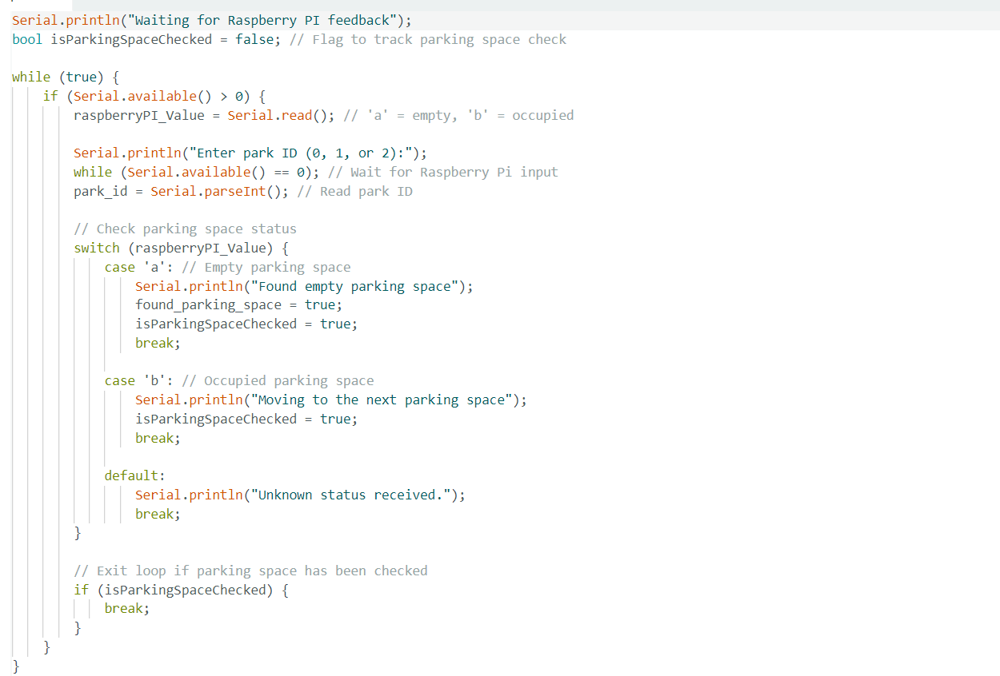 Serial.println("Waiting for Raspberry PI feedback");
bool isParkingSpaceChecked = false; // Flag to track parking space check
while (true) {
if (Serial.available() > 0) {
raspberryPI_Value = Serial.read(); // 'a' = empty, 'b' = occupied
Serial.println("Enter park ID (0, 1, or 2):");
while (Serial.available() == 0); // Wait for Raspberry Pi input
park_id = Serial.parseInt(); // Read park ID
// Check parking space status
switch (raspberryPI_Value) {
case 'a': // Empty parking space
Serial.println("Found empty parking space");
found_parking_space = true;
isParkingSpaceChecked = true;
break;
case 'b': // Occupied parking space
Serial.println("Moving to the next parking space");
isParkingSpaceChecked = true;
break;
default:
Serial.println("Unknown status received.");
break;
}
// Exit loop if parking space has been checked
if (isParkingSpaceChecked) {
break;
}
}
}